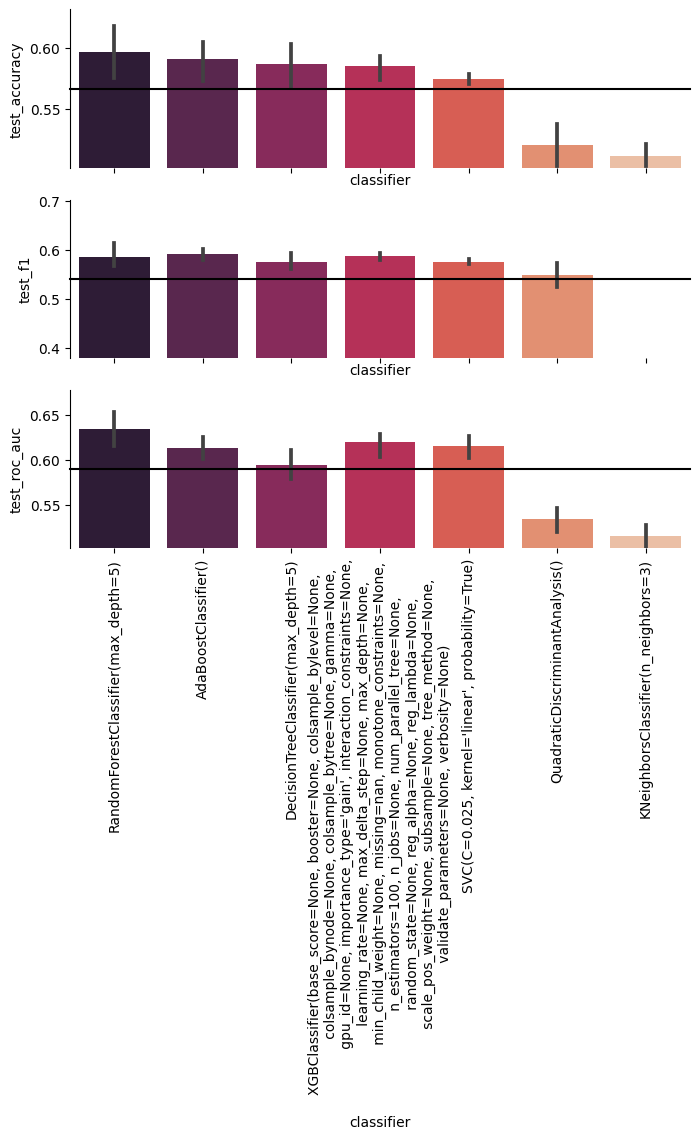 test_accuracy
0.60
0.55
classifier
test_f1
0.7
0.6
0.5
0.4
classifier
test_roc_auc
0.65
0.60
0.55
RandomForestClassifier(max_depth=5)
AdaBoostClassifier()
DecisionTreeClassifier(max_depth=5)
XGBClassifier(base_score=None, booster=None, colsample_bylevel=None,
colsample_bynode=None, colsample_bytree=None, gamma=None,
gpu_id=None, importance_type='gain', interaction_constraints=None,
learning_rate=None, max_delta_step=None, max_depth=None,
min_child_weight=None, missing=nan, monotone_constraints=None,
n_estimators=100, n_jobs=None, num_parallel_tree=None,
random_state=None, reg_alpha=None, reg_lambda=None,
scale_pos_weight=None, subsample=None, tree_method=None,
validate_parameters=None, verbosity=None)
SVC(C=0.025, kernel='linear', probability=True)
QuadraticDiscriminantAnalysis()
KNeighborsClassifier(n_neighbors=3)
classifier